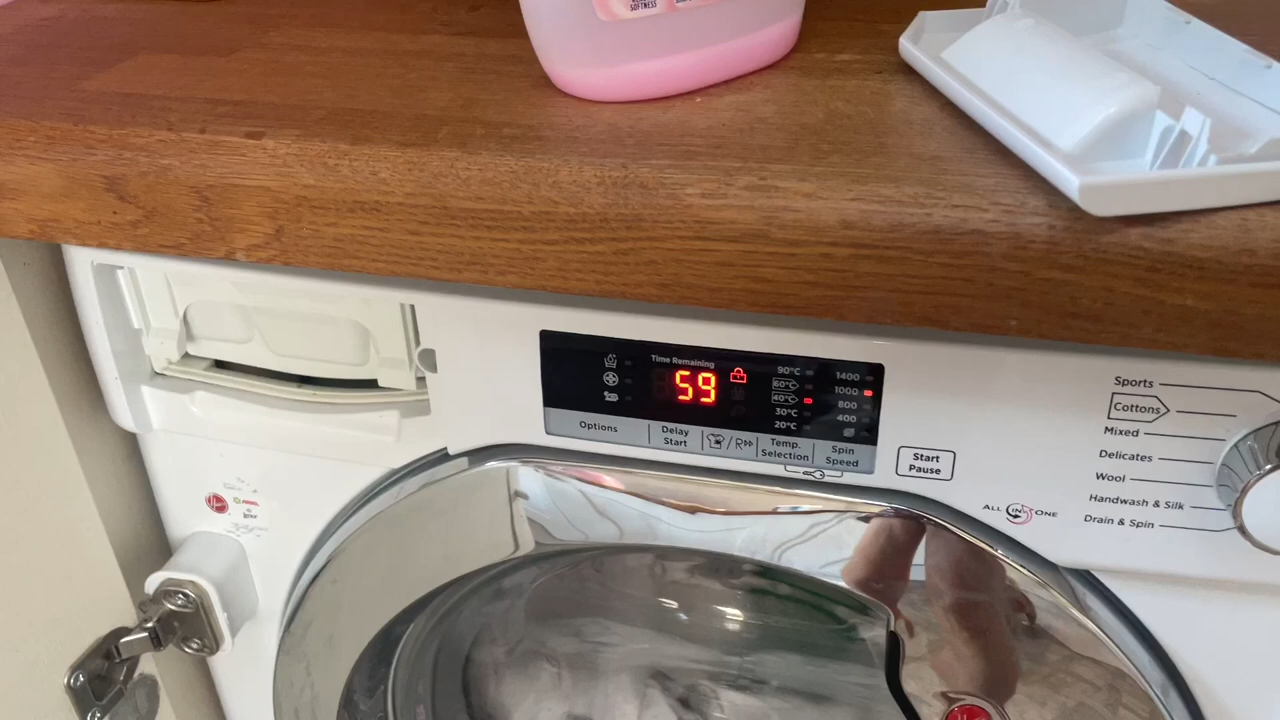 SOFTNESS
Time Remaining
59
90°C
60°C
40°C
30°C
20°C
1400
1000
800
400
Options
Delay
Start
Temp.
Selection
Spin
Speed
Start
Pause
ALL IN ONE
Sports
Cottons
Mixed
Delicates
Wool
Handwash & Silk
Drain & Spin